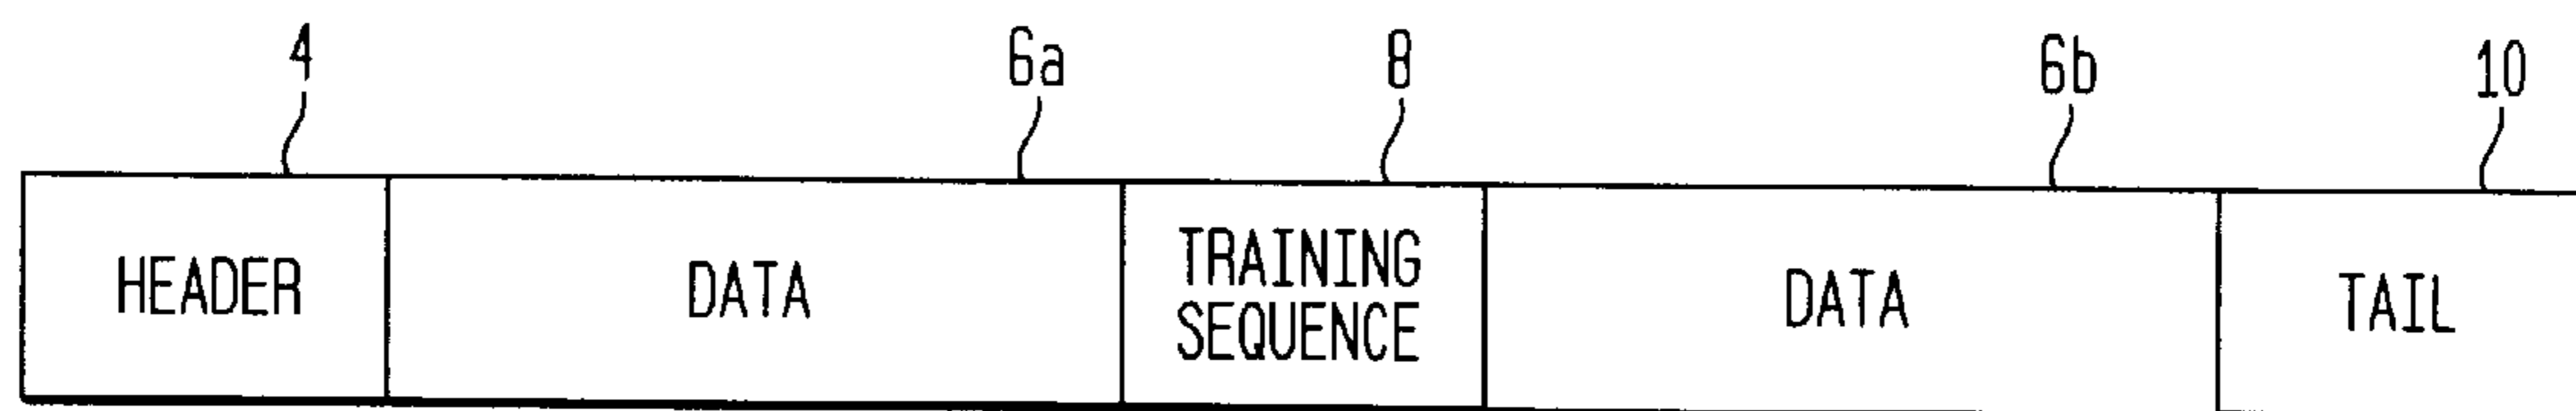 4 6a 8 6b 10
HEADER DATA TRAINING SEQUENCE DATA TAIL